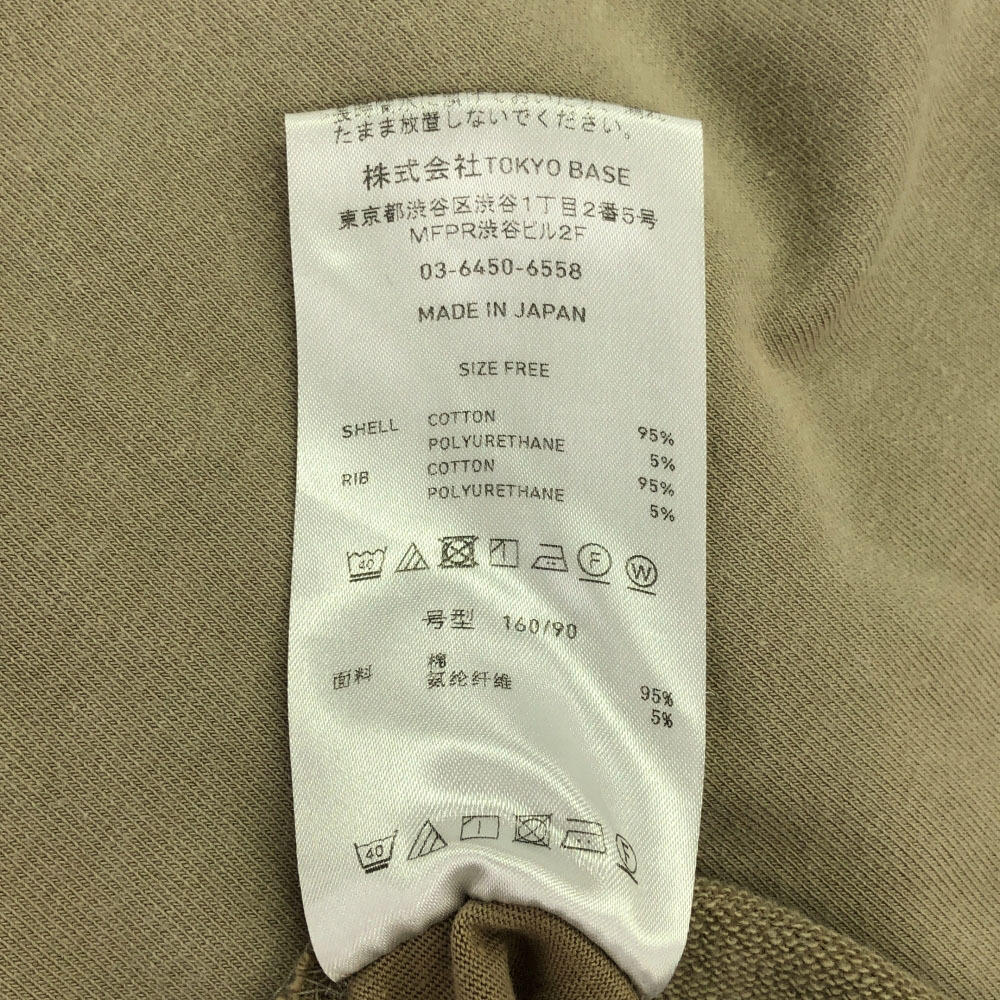 たまま放置しないでください。
株式会社TOKYO BASE
東京都渋谷区渋谷1丁目2番5号
MFPR渋谷ビル2F
03-6450-6558
MADE IN JAPAN
SIZE FREE
SHELL COTTON 95%
POLYURETHANE 5%
RIB COTTON 95%
POLYURETHANE 5%
40 F W
号型 160/90
面料 棉 95%
氨纶纤维 5%
40 F